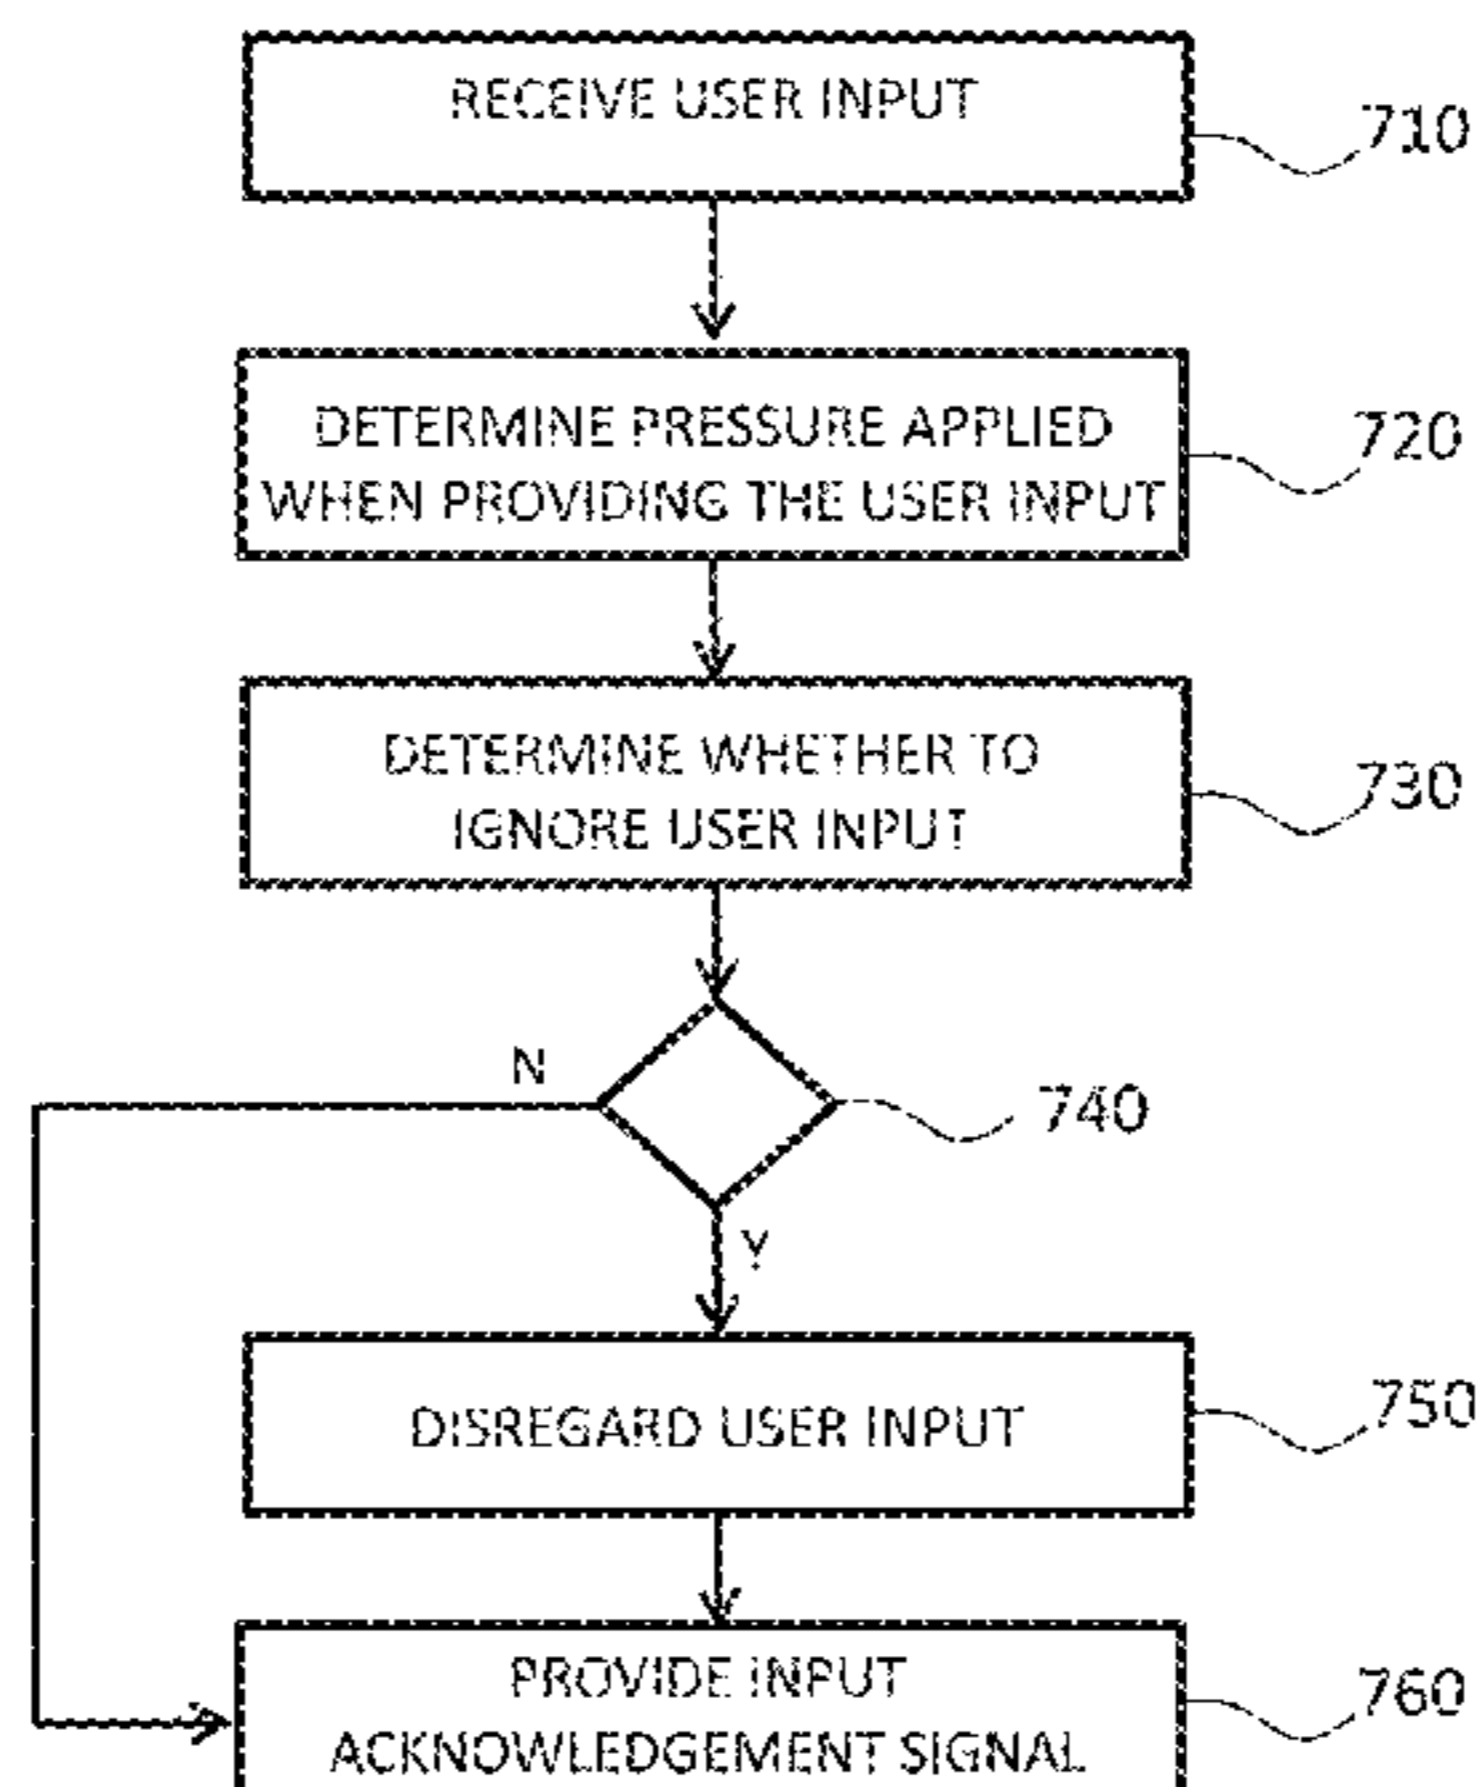 RECEIVE USER INPUT
710
DETERMINE PRESSURE APPLIED
WHEN PROVIDING THE USER INPUT
720
DETERMINE WHETHER TO
IGNORE USER INPUT
730
N
740
Y
DISREGARD USER INPUT
750
PROVIDE INPUT
ACKNOWLEDGEMENT SIGNAL
760